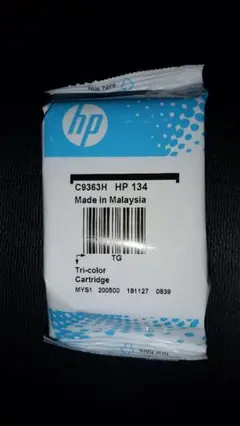 hp
C9363H HP 134
Made in Malaysia
TG
Tri-color
Cartridge
MYS1 200500 181127 0839